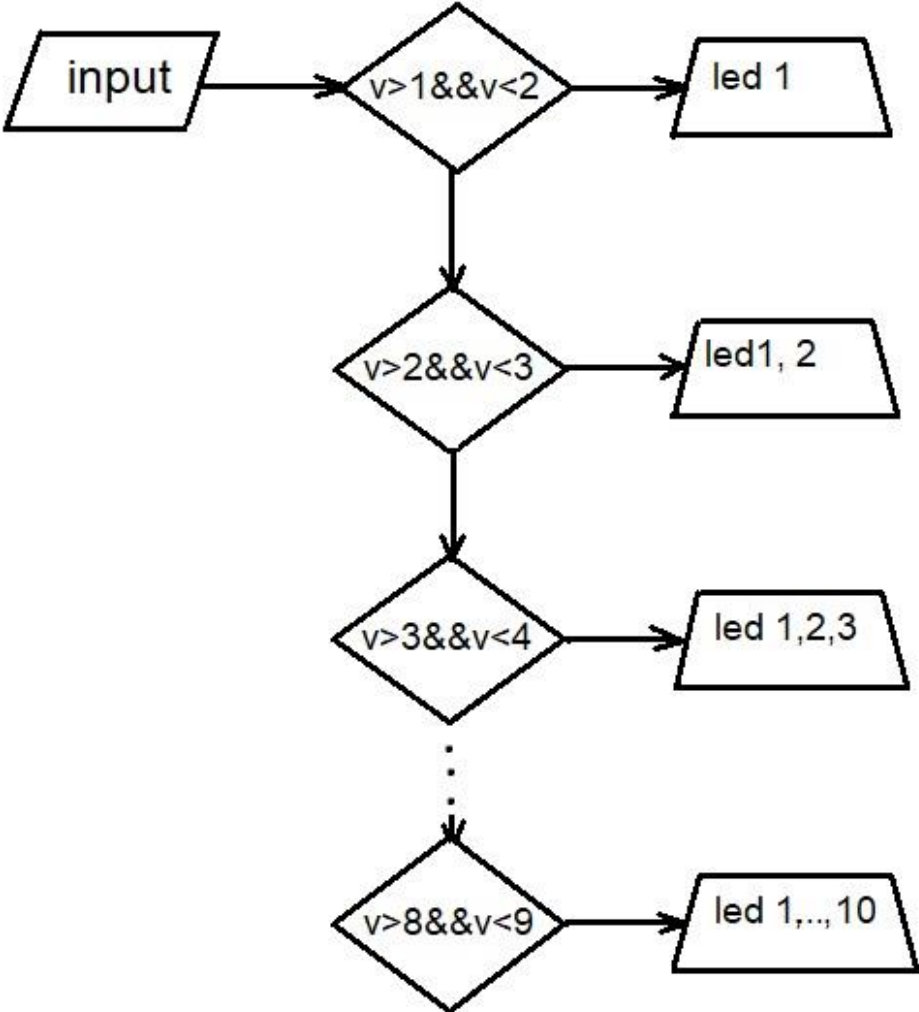 input
v>1&&v<2
led 1
v>2&&v<3
led1, 2
v>3&&v<4
led 1,2,3
v>8&&v<9
led 1,..,10